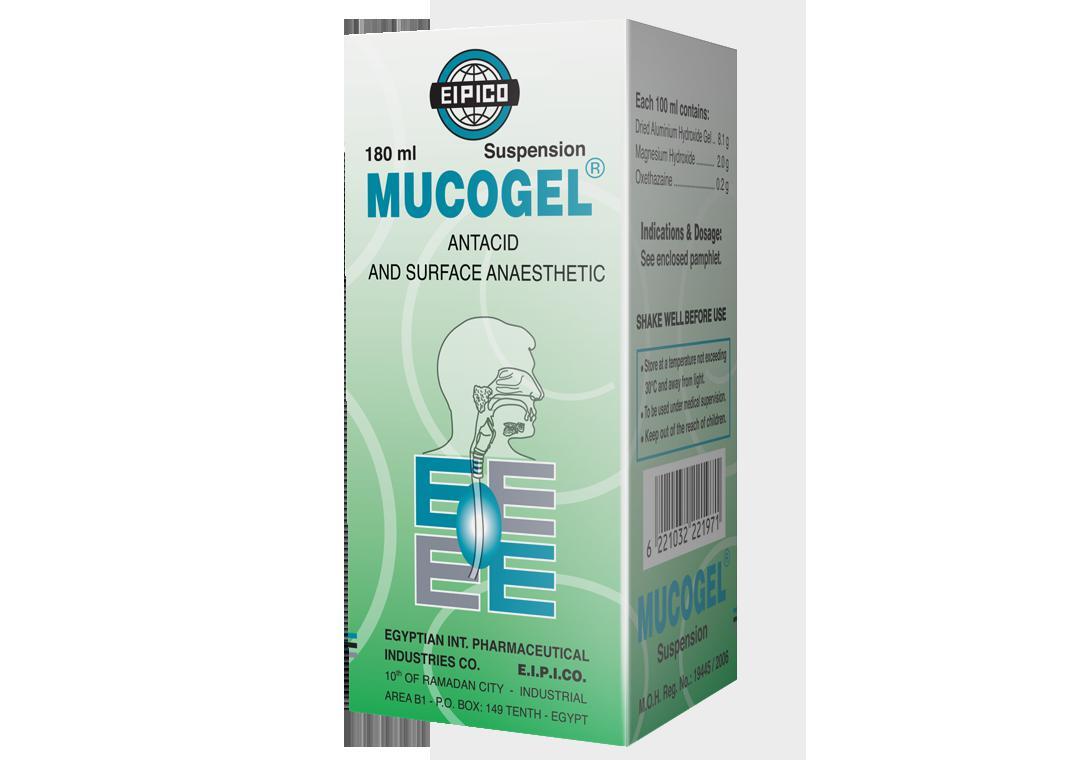 EIPICO
180 ml Suspension
MUCOGEL®
ANTACID
AND SURFACE ANAESTHETIC
EGYPTIAN INT. PHARMACEUTICAL
INDUSTRIES CO. E.I.P.I.CO.
10th OF RAMADAN CITY - INDUSTRIAL
AREA B1 - P.O. BOX: 149 TENTH - EGYPT
Each 100 ml contains:
Dried Aluminium Hydroxide Gel .. 8.1 g
Magnesium Hydroxide ......... 2.0 g
Oxethazaine ................ 0.2 g
Indications & Dosage:
See enclosed pamphlet.
SHAKE WELL BEFORE USE
• Store at a temperature not exceeding
30°C and away from light.
• To be used under medical supervision.
• Keep out of the reach of children.
6 221032 221971
MUCOGEL®
Suspension
M.O.H. Reg. No.: 19445 / 2006